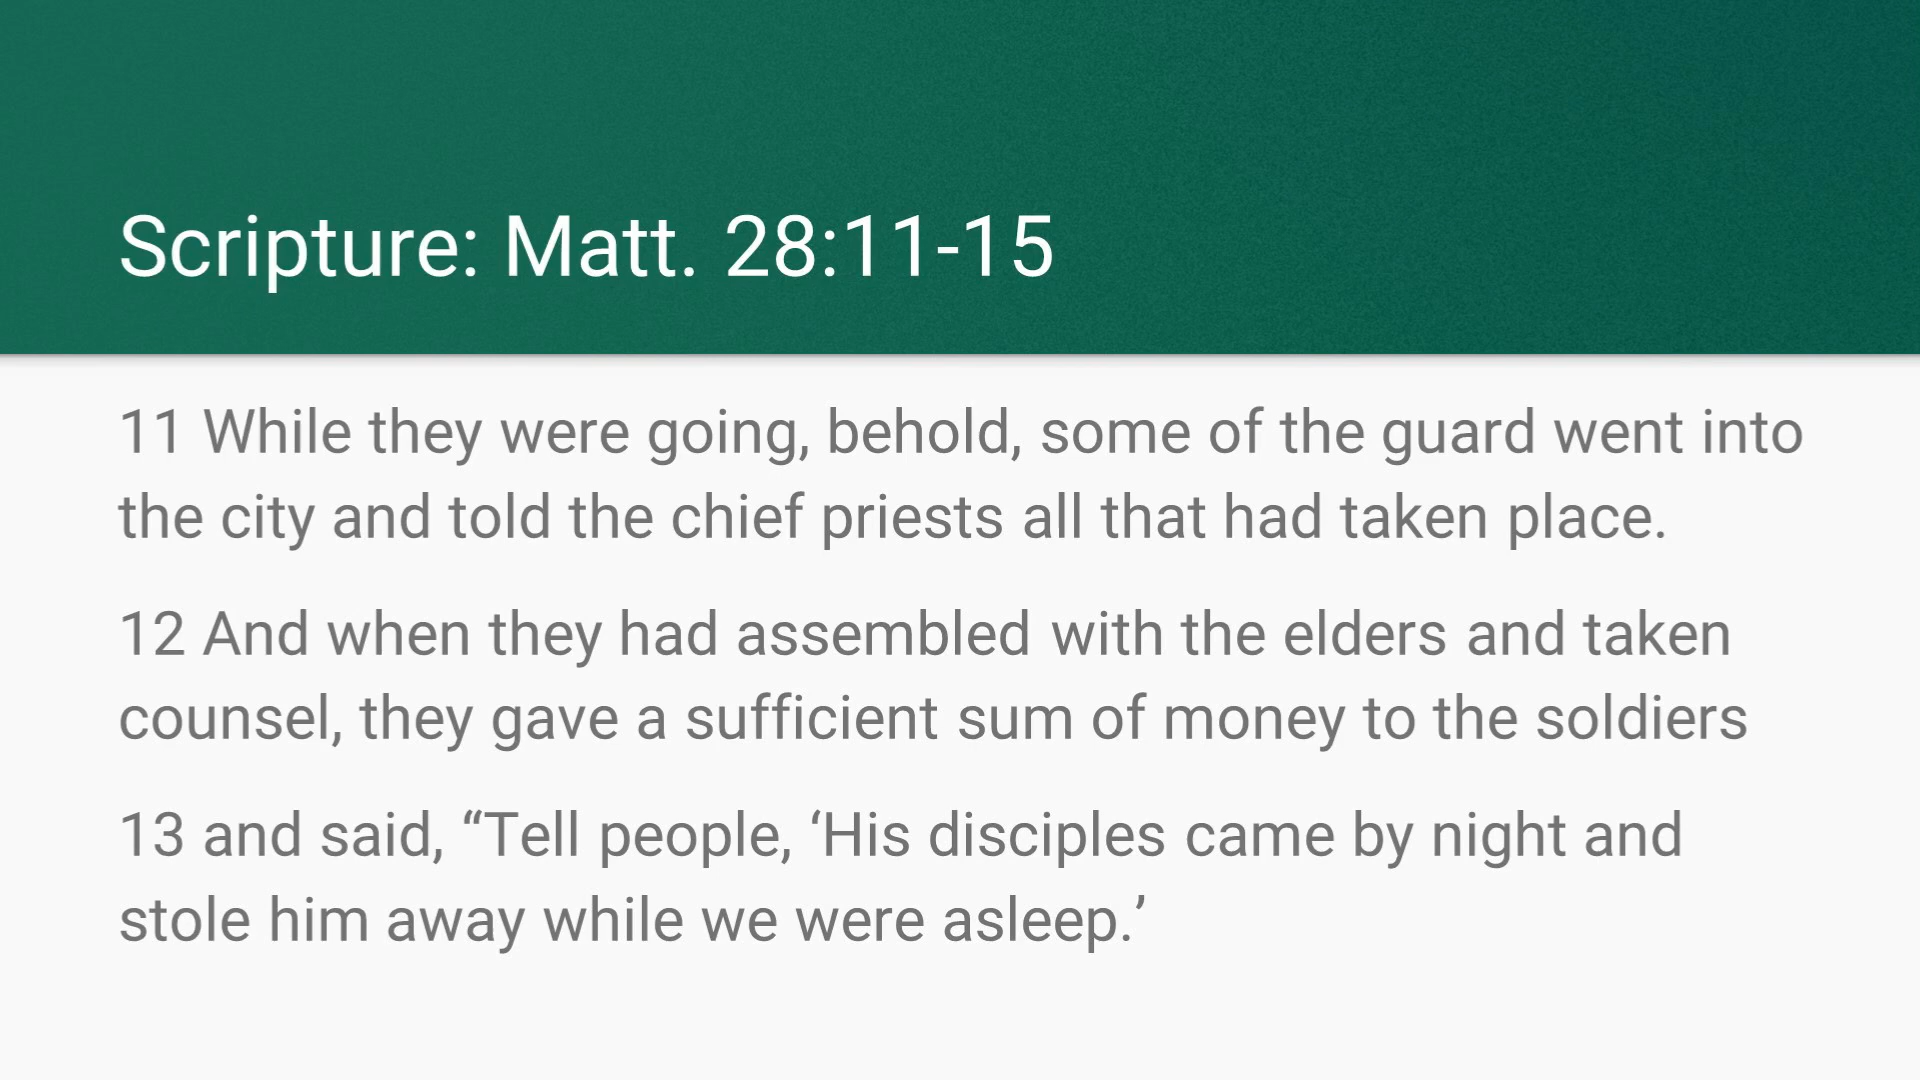 Scripture: Matt. 28:11-15
11 While they were going, behold, some of the guard went into
the city and told the chief priests all that had taken place.
12 And when they had assembled with the elders and taken
counsel, they gave a sufficient sum of money to the soldiers
13 and said, “Tell people, ‘His disciples came by night and
stole him away while we were asleep.’